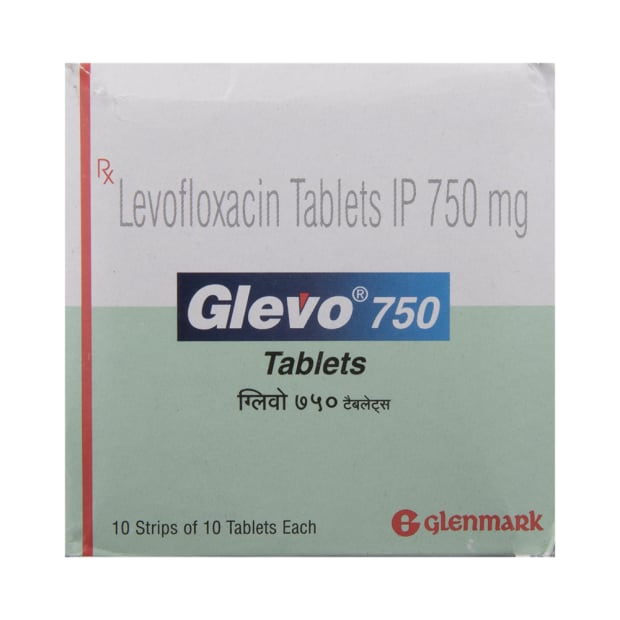 Rx
Levofloxacin Tablets IP 750 mg
Glevo® 750
Tablets
ग्लिवो ७५० टैबलेट्स
10 Strips of 10 Tablets Each
Glenmark